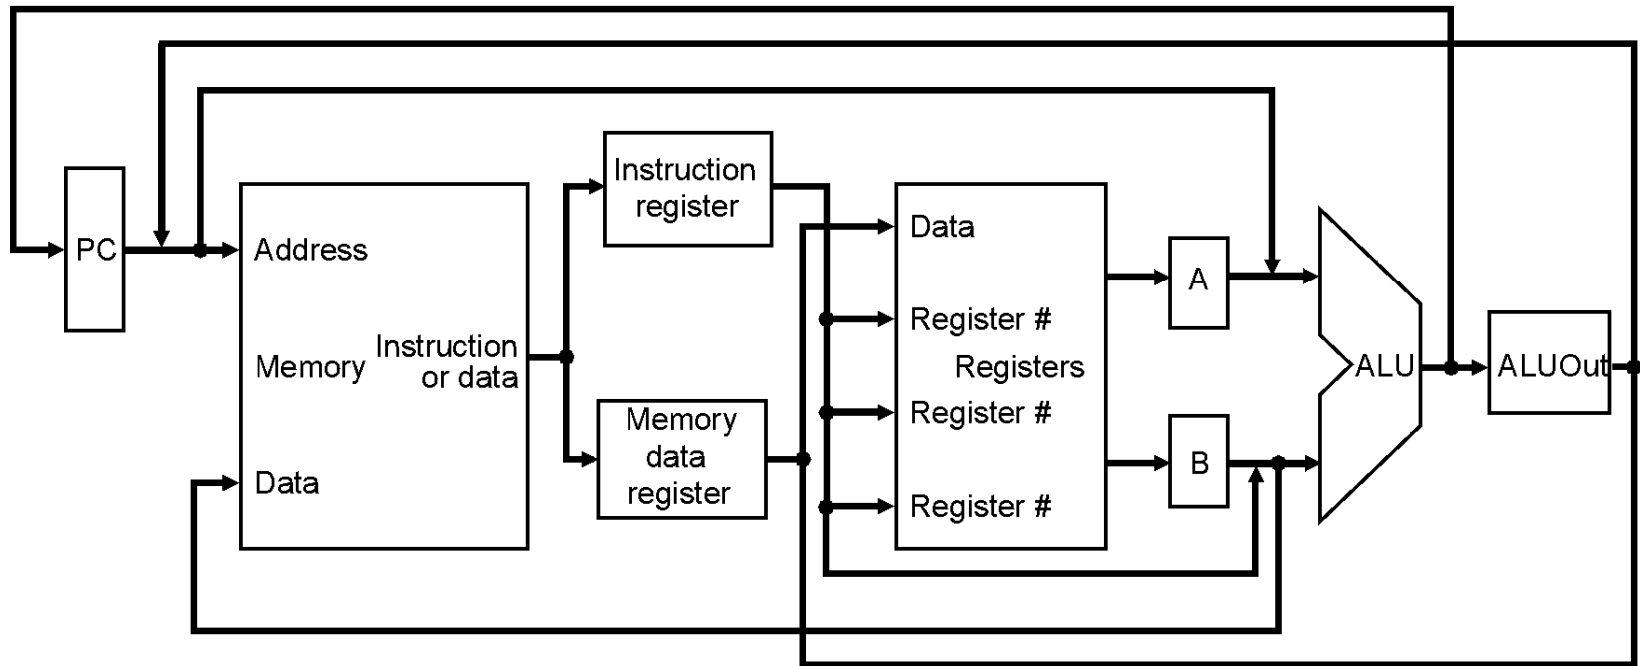 PC
Address
Memory
Instruction
or data
Data
Instruction
register
Memory
data
register
Data
Register #
Registers
Register #
Register #
A
B
ALU
ALUOut